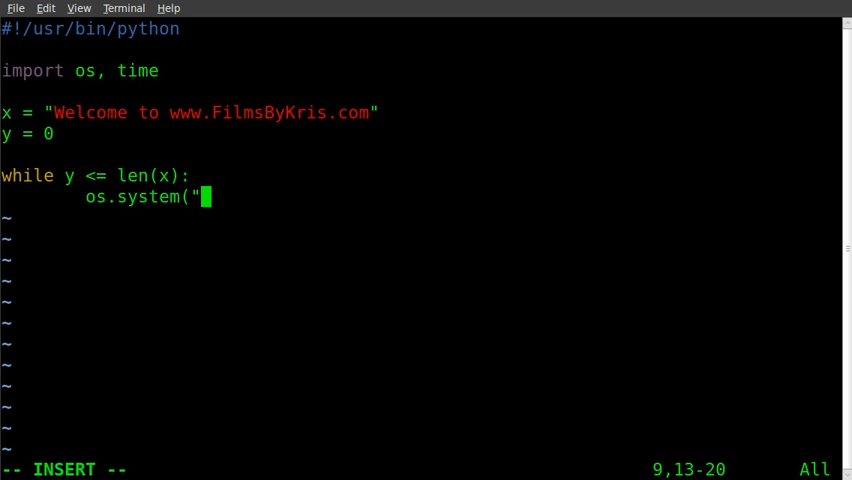 File Edit View Terminal Help
#!/usr/bin/python
import os, time
x = "Welcome to www.FilmsByKris.com"
y = 0
while y <= len(x):
        os.system("
~
~
~
~
~
~
~
~
~
~
~
~
-- INSERT -- 9,13-20 All